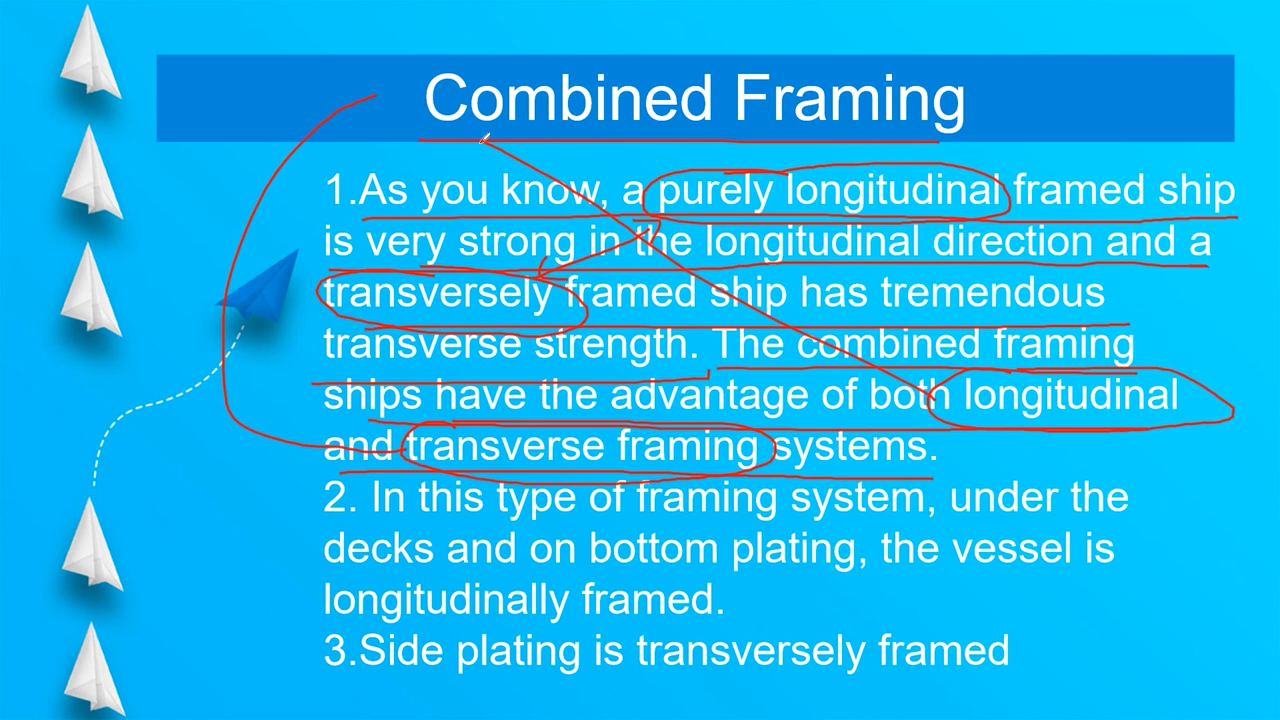 Combined Framing
1.As you know, a purely longitudinal framed ship
is very strong in the longitudinal direction and a
transversely framed ship has tremendous
transverse strength. The combined framing
ships have the advantage of both longitudinal
and transverse framing systems.
2. In this type of framing system, under the
decks and on bottom plating, the vessel is
longitudinally framed.
3.Side plating is transversely framed